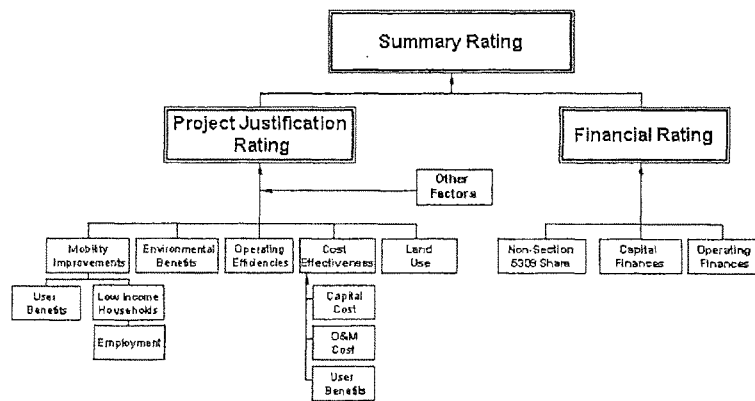 Summary Rating
Project Justification
Rating
Financial Rating
Other
Factors
Mobility
Improvements
Environmental
Benefits
Operating
Efficiencies
Cost
Effectiveness
Land
Use
Non-Section
5309 Share
Capital
Finances
Operating
Finances
User
Benefits
Low Income
Households
Employment
Capital
Cost
O&M
Cost
User
Benefits